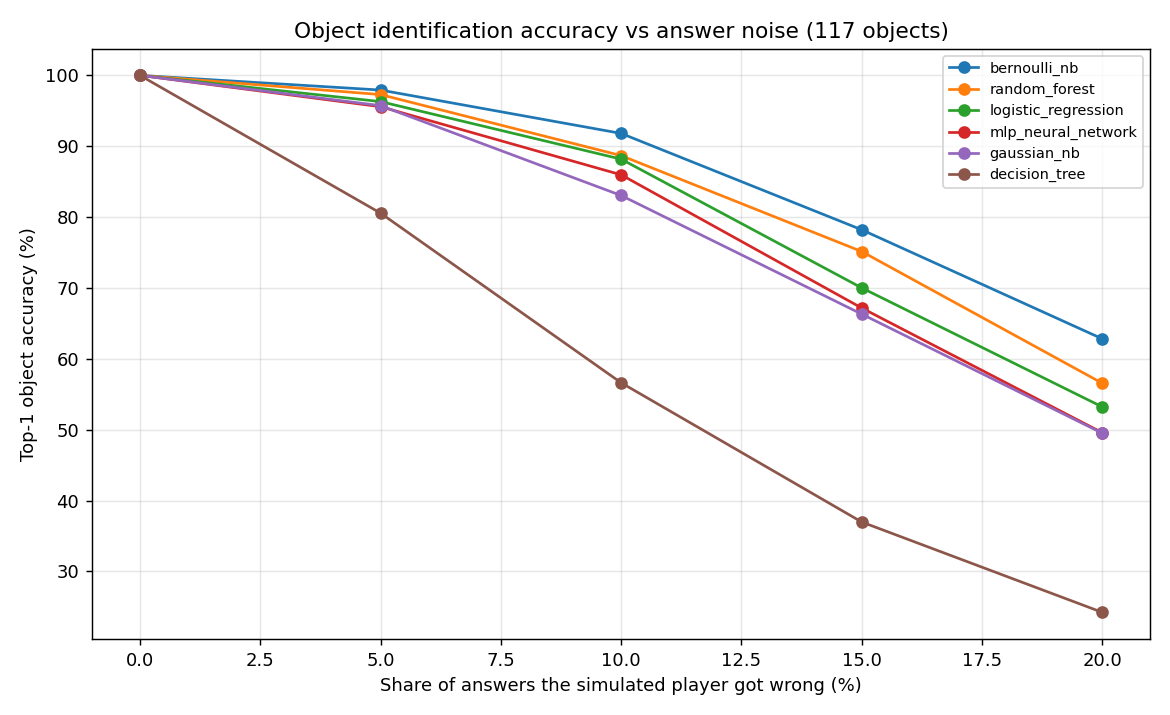 Object identification accuracy vs answer noise (117 objects)
Top-1 object accuracy (%)
100
90
80
70
60
50
40
30
bernoulli_nb
random_forest
logistic_regression
mlp_neural_network
gaussian_nb
decision_tree
0.0 2.5 5.0 7.5 10.0 12.5 15.0 17.5 20.0
Share of answers the simulated player got wrong (%)